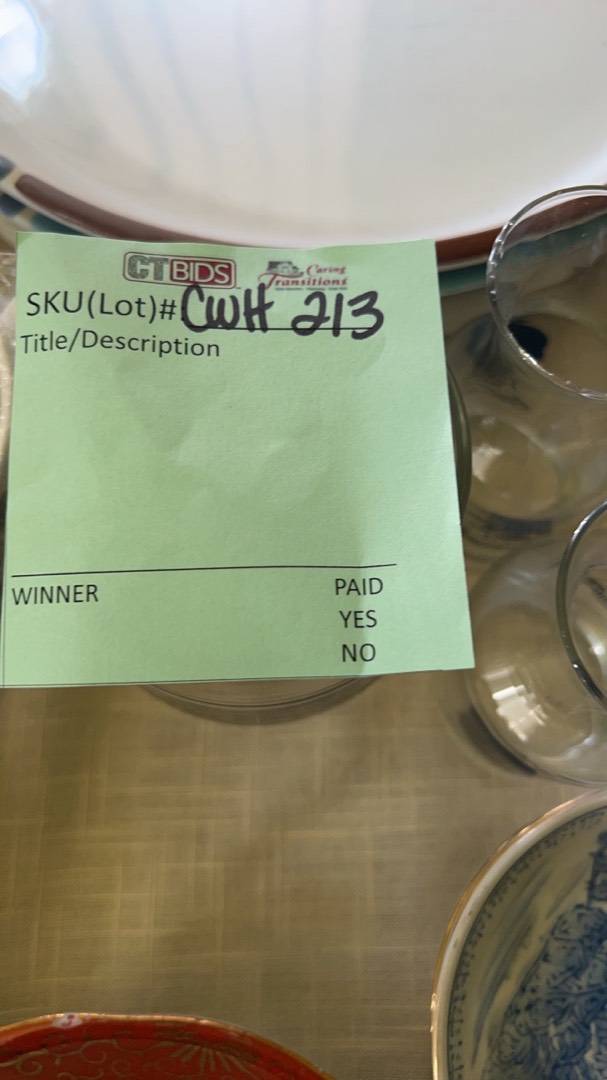 CTBIDS Caring Transitions
SKU(Lot)# CWH 213
Title/Description
WINNER PAID
YES
NO